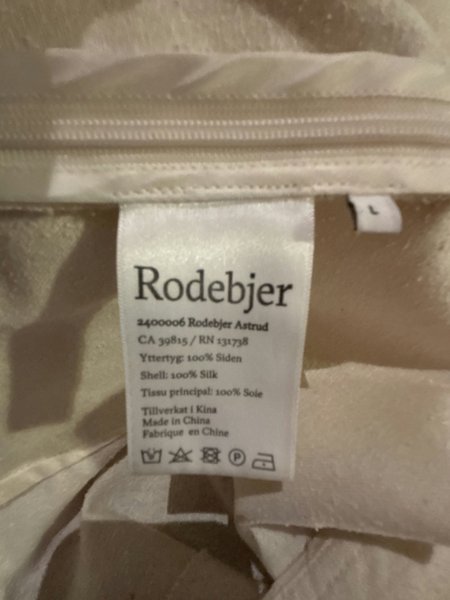 L
Rodebjer
2400006 Rodebjer Astrud
CA 39815 / RN 131738
Yttertyg: 100% Siden
Shell: 100% Silk
Tissu principal: 100% Soie
Tillverkat i Kina
Made in China
Fabrique en Chine
P